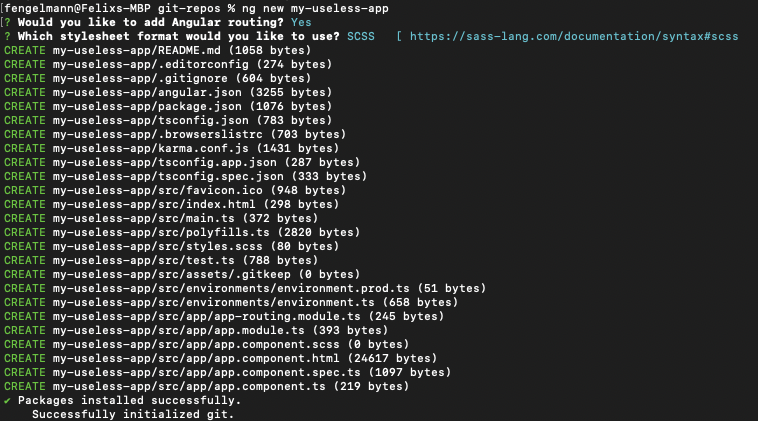 [fengelmann@Felixs-MBP git-repos % ng new my-useless-app
[? Would you like to add Angular routing? Yes
? Which stylesheet format would you like to use? SCSS   [ https://sass-lang.com/documentation/syntax#scss
CREATE my-useless-app/README.md (1058 bytes)
CREATE my-useless-app/.editorconfig (274 bytes)
CREATE my-useless-app/.gitignore (604 bytes)
CREATE my-useless-app/angular.json (3255 bytes)
CREATE my-useless-app/package.json (1076 bytes)
CREATE my-useless-app/tsconfig.json (783 bytes)
CREATE my-useless-app/.browserslistrc (703 bytes)
CREATE my-useless-app/karma.conf.js (1431 bytes)
CREATE my-useless-app/tsconfig.app.json (287 bytes)
CREATE my-useless-app/tsconfig.spec.json (333 bytes)
CREATE my-useless-app/src/favicon.ico (948 bytes)
CREATE my-useless-app/src/index.html (298 bytes)
CREATE my-useless-app/src/main.ts (372 bytes)
CREATE my-useless-app/src/polyfills.ts (2820 bytes)
CREATE my-useless-app/src/styles.scss (80 bytes)
CREATE my-useless-app/src/test.ts (788 bytes)
CREATE my-useless-app/src/assets/.gitkeep (0 bytes)
CREATE my-useless-app/src/environments/environment.prod.ts (51 bytes)
CREATE my-useless-app/src/environments/environment.ts (658 bytes)
CREATE my-useless-app/src/app/app-routing.module.ts (245 bytes)
CREATE my-useless-app/src/app/app.module.ts (393 bytes)
CREATE my-useless-app/src/app/app.component.scss (0 bytes)
CREATE my-useless-app/src/app/app.component.html (24617 bytes)
CREATE my-useless-app/src/app/app.component.spec.ts (1097 bytes)
CREATE my-useless-app/src/app/app.component.ts (219 bytes)
✔ Packages installed successfully.
    Successfully initialized git.